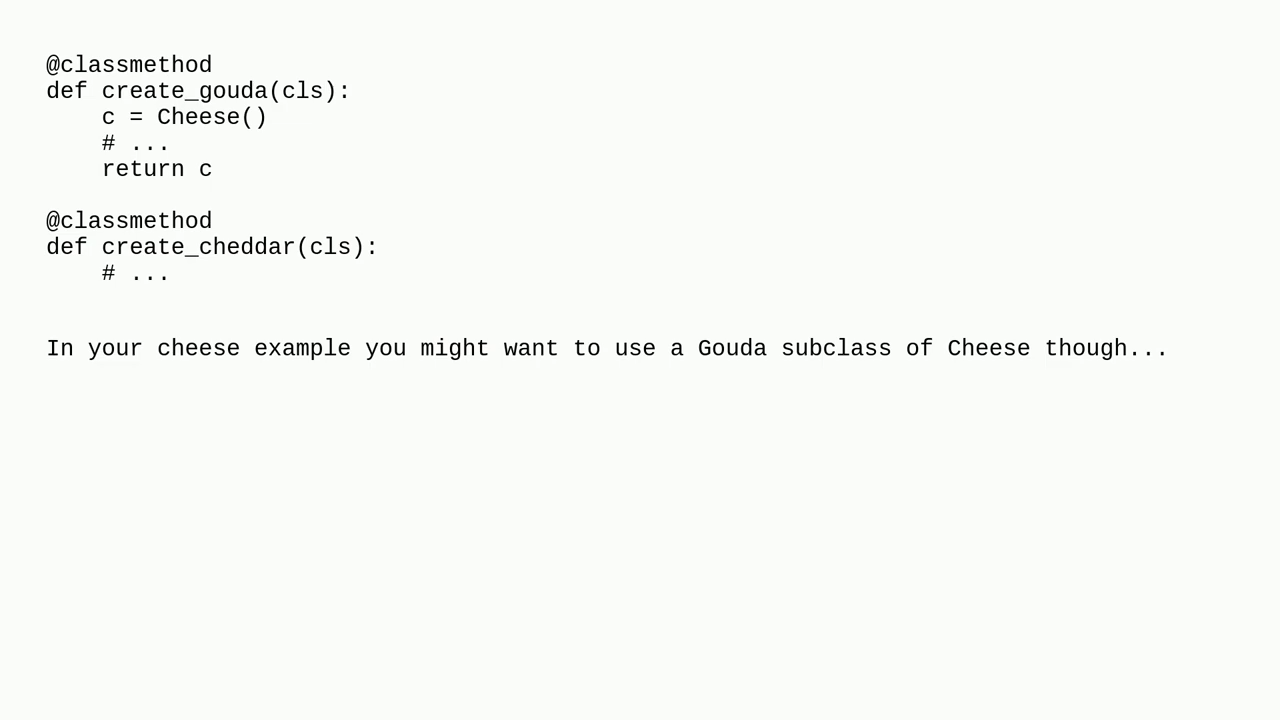 @classmethod
def create_gouda(cls):
    c = Cheese()
    # ...
    return c

@classmethod
def create_cheddar(cls):
    # ...

In your cheese example you might want to use a Gouda subclass of Cheese though...